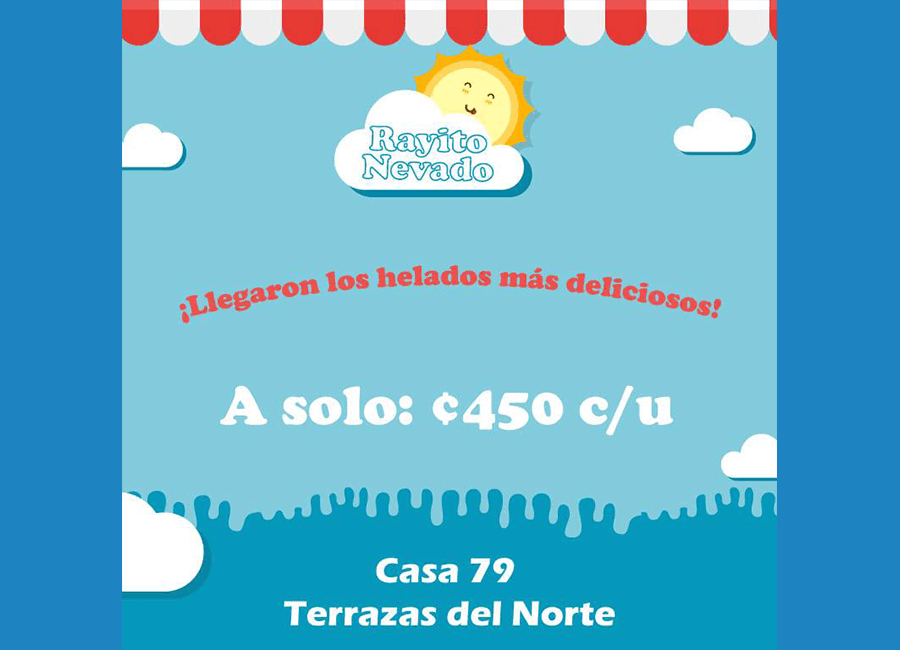 Rayito
Nevado
¡Llegaron los helados más deliciosos!
A solo: ¢450 c/u
Casa 79
Terrazas del Norte